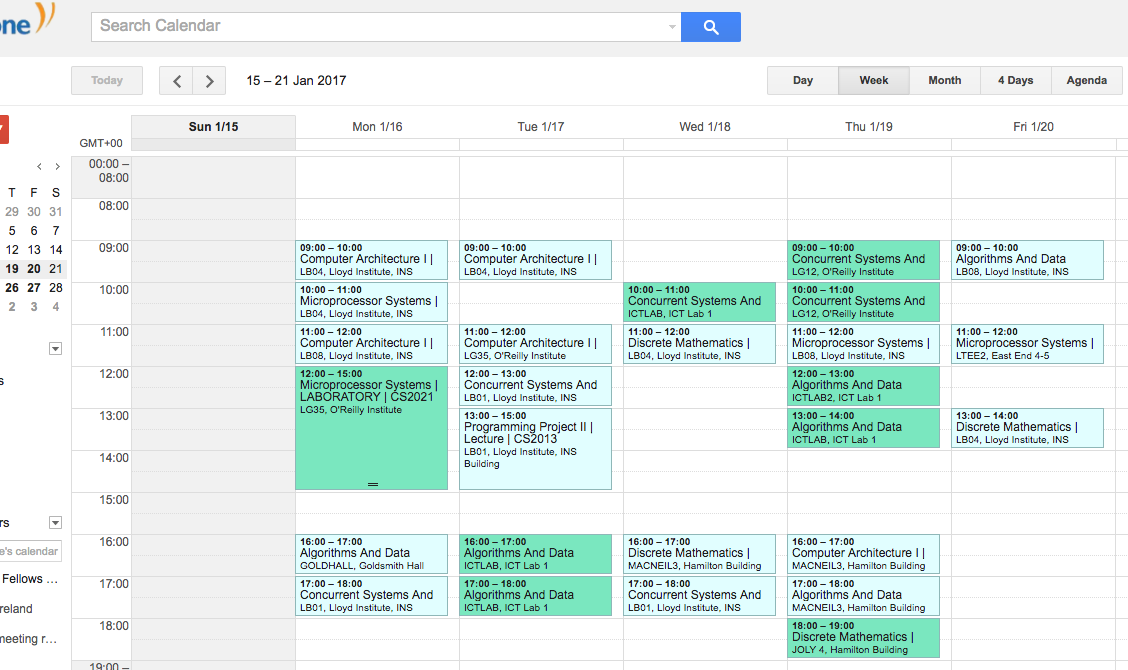 one
Search Calendar
Today
15 – 21 Jan 2017
Day
Week
Month
4 Days
Agenda
Sun 1/15
Mon 1/16
Tue 1/17
Wed 1/18
Thu 1/19
Fri 1/20
GMT+00
T F S
29 30 31
5 6 7
12 13 14
19 20 21
26 27 28
2 3 4
s
rs
e's calendar
Fellows ...
reland
meeting r...
00:00 –
08:00
08:00
09:00
10:00
11:00
12:00
13:00
14:00
15:00
16:00
17:00
18:00
19:00 –
09:00 – 10:00
Computer Architecture I |
LB04, Lloyd Institute, INS
10:00 – 11:00
Microprocessor Systems |
LB04, Lloyd Institute, INS
11:00 – 12:00
Computer Architecture I |
LB08, Lloyd Institute, INS
12:00 – 15:00
Microprocessor Systems |
LABORATORY | CS2021
LG35, O'Reilly Institute
16:00 – 17:00
Algorithms And Data
GOLDHALL, Goldsmith Hall
17:00 – 18:00
Concurrent Systems And
LB01, Lloyd Institute, INS
09:00 – 10:00
Computer Architecture I |
LB04, Lloyd Institute, INS
11:00 – 12:00
Computer Architecture I |
LG35, O'Reilly Institute
12:00 – 13:00
Concurrent Systems And
LB01, Lloyd Institute, INS
13:00 – 15:00
Programming Project II |
Lecture | CS2013
LB01, Lloyd Institute, INS
Building
16:00 – 17:00
Algorithms And Data
ICTLAB, ICT Lab 1
17:00 – 18:00
Algorithms And Data
ICTLAB, ICT Lab 1
10:00 – 11:00
Concurrent Systems And
ICTLAB, ICT Lab 1
11:00 – 12:00
Discrete Mathematics |
LB04, Lloyd Institute, INS
16:00 – 17:00
Discrete Mathematics |
MACNEIL3, Hamilton Building
17:00 – 18:00
Concurrent Systems And
LB01, Lloyd Institute, INS
09:00 – 10:00
Concurrent Systems And
LG12, O'Reilly Institute
10:00 – 11:00
Concurrent Systems And
LG12, O'Reilly Institute
11:00 – 12:00
Microprocessor Systems |
LB08, Lloyd Institute, INS
12:00 – 13:00
Algorithms And Data
ICTLAB2, ICT Lab 1
13:00 – 14:00
Algorithms And Data
ICTLAB, ICT Lab 1
16:00 – 17:00
Computer Architecture I |
MACNEIL3, Hamilton Building
17:00 – 18:00
Algorithms And Data
MACNEIL3, Hamilton Building
18:00 – 19:00
Discrete Mathematics |
JOLY 4, Hamilton Building
09:00 – 10:00
Algorithms And Data
LB08, Lloyd Institute, INS
11:00 – 12:00
Microprocessor Systems |
LTEE2, East End 4-5
13:00 – 14:00
Discrete Mathematics |
LB04, Lloyd Institute, INS